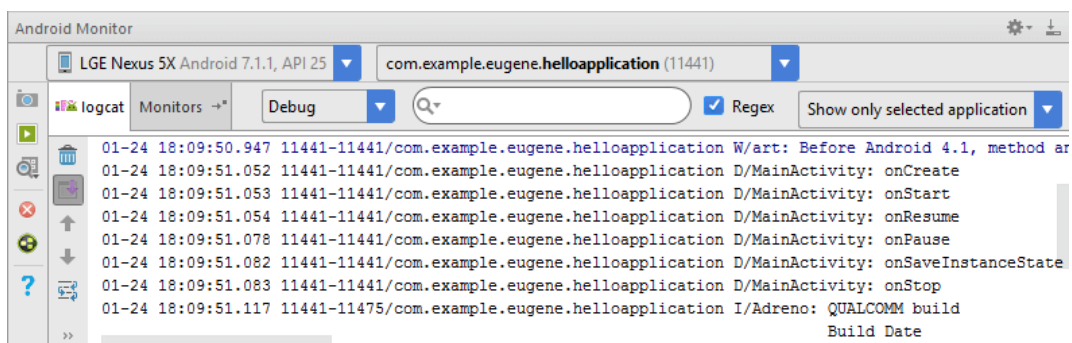 Android Monitor
LGE Nexus 5X Android 7.1.1, API 25 com.example.eugene.helloapplication (11441)
logcat Monitors Debug Regex Show only selected application
01-24 18:09:50.947 11441-11441/com.example.eugene.helloapplication W/art: Before Android 4.1, method an
01-24 18:09:51.052 11441-11441/com.example.eugene.helloapplication D/MainActivity: onCreate
01-24 18:09:51.053 11441-11441/com.example.eugene.helloapplication D/MainActivity: onStart
01-24 18:09:51.054 11441-11441/com.example.eugene.helloapplication D/MainActivity: onResume
01-24 18:09:51.078 11441-11441/com.example.eugene.helloapplication D/MainActivity: onPause
01-24 18:09:51.082 11441-11441/com.example.eugene.helloapplication D/MainActivity: onSaveInstanceState
01-24 18:09:51.083 11441-11441/com.example.eugene.helloapplication D/MainActivity: onStop
01-24 18:09:51.117 11441-11475/com.example.eugene.helloapplication I/Adreno: QUALCOMM build
Build Date